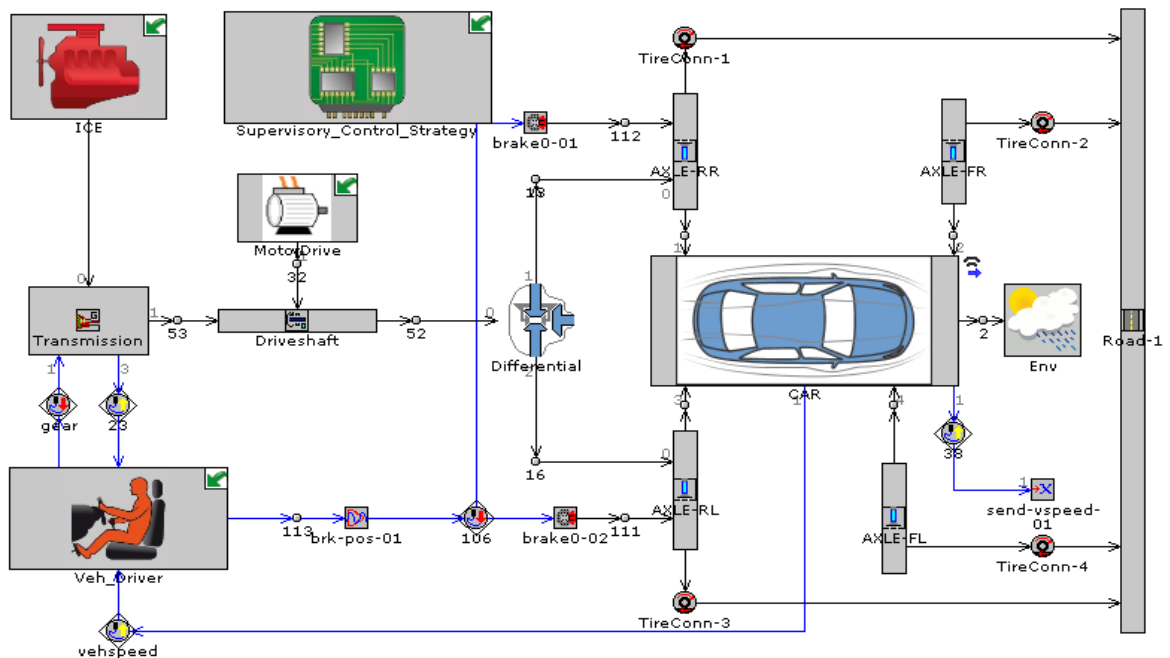 TireConn-1
ICE
Supervisory_Control_Strategy
brake0-01
112
TireConn-2
AXLE-RR
AXLE-FR
18
0
MotorDrive
1
2
32
0
1
1
0
53
52
2
Transmission
Driveshaft
Road-1
Differential
Env
1
3
2
CAR
gear
23
3
1
4
1
38
0
16
1
send-vspeed-
01
AXLE-RL
113
brk-pos-01
106
brake0-02
111
AXLE-FL
TireConn-4
Veh_Driver
TireConn-3
vehspeed